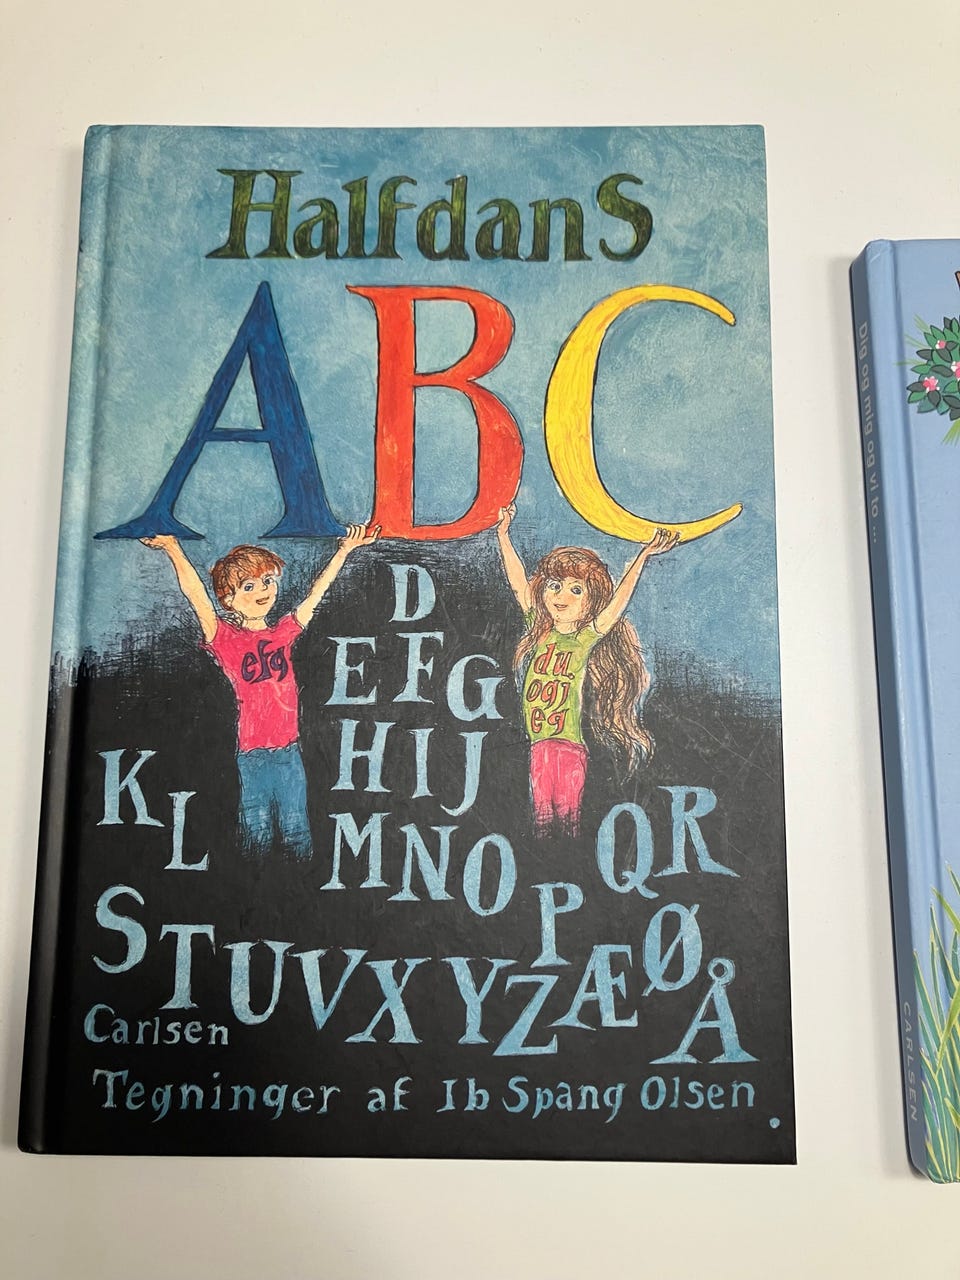 Halfdans
ABC
efg
du
ogj
eg
D
EFG
HIJ
KL
MNO
P
QR
STUVXYZÆØÅ
Carlsen
Tegninger af Ib Spang Olsen.
Dig og mig og vi to ...
CARLSEN